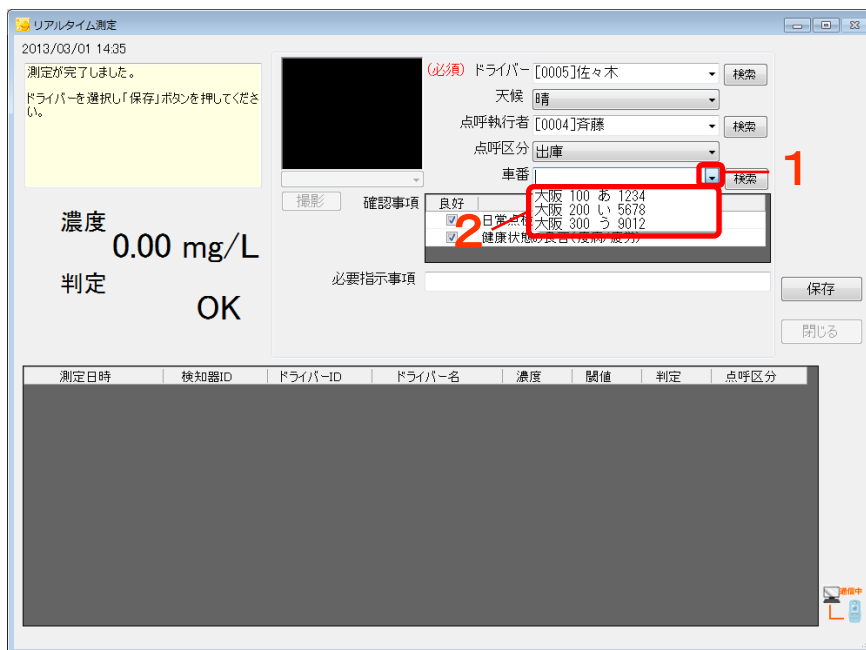 リアルタイム測定
2013/03/01 14:35
測定が完了しました。
ドライバーを選択し「保存」ボタンを押してくださ
い。
(必須) ドライバー [0005]佐々木 検索
天候 晴
点呼執行者 [0004]斉藤 検索
点呼区分 出庫
車番 検索 1
大阪 100 あ 1234
大阪 200 い 5678
大阪 300 う 9012
2
撮影 確認事項 良好
日常点検
健康状態
濃度
0.00 mg/L
判定
OK
必要指示事項
保存
閉じる
測定日時 検知器ID ドライバーID ドライバー名 濃度 閾値 判定 点呼区分
通信中